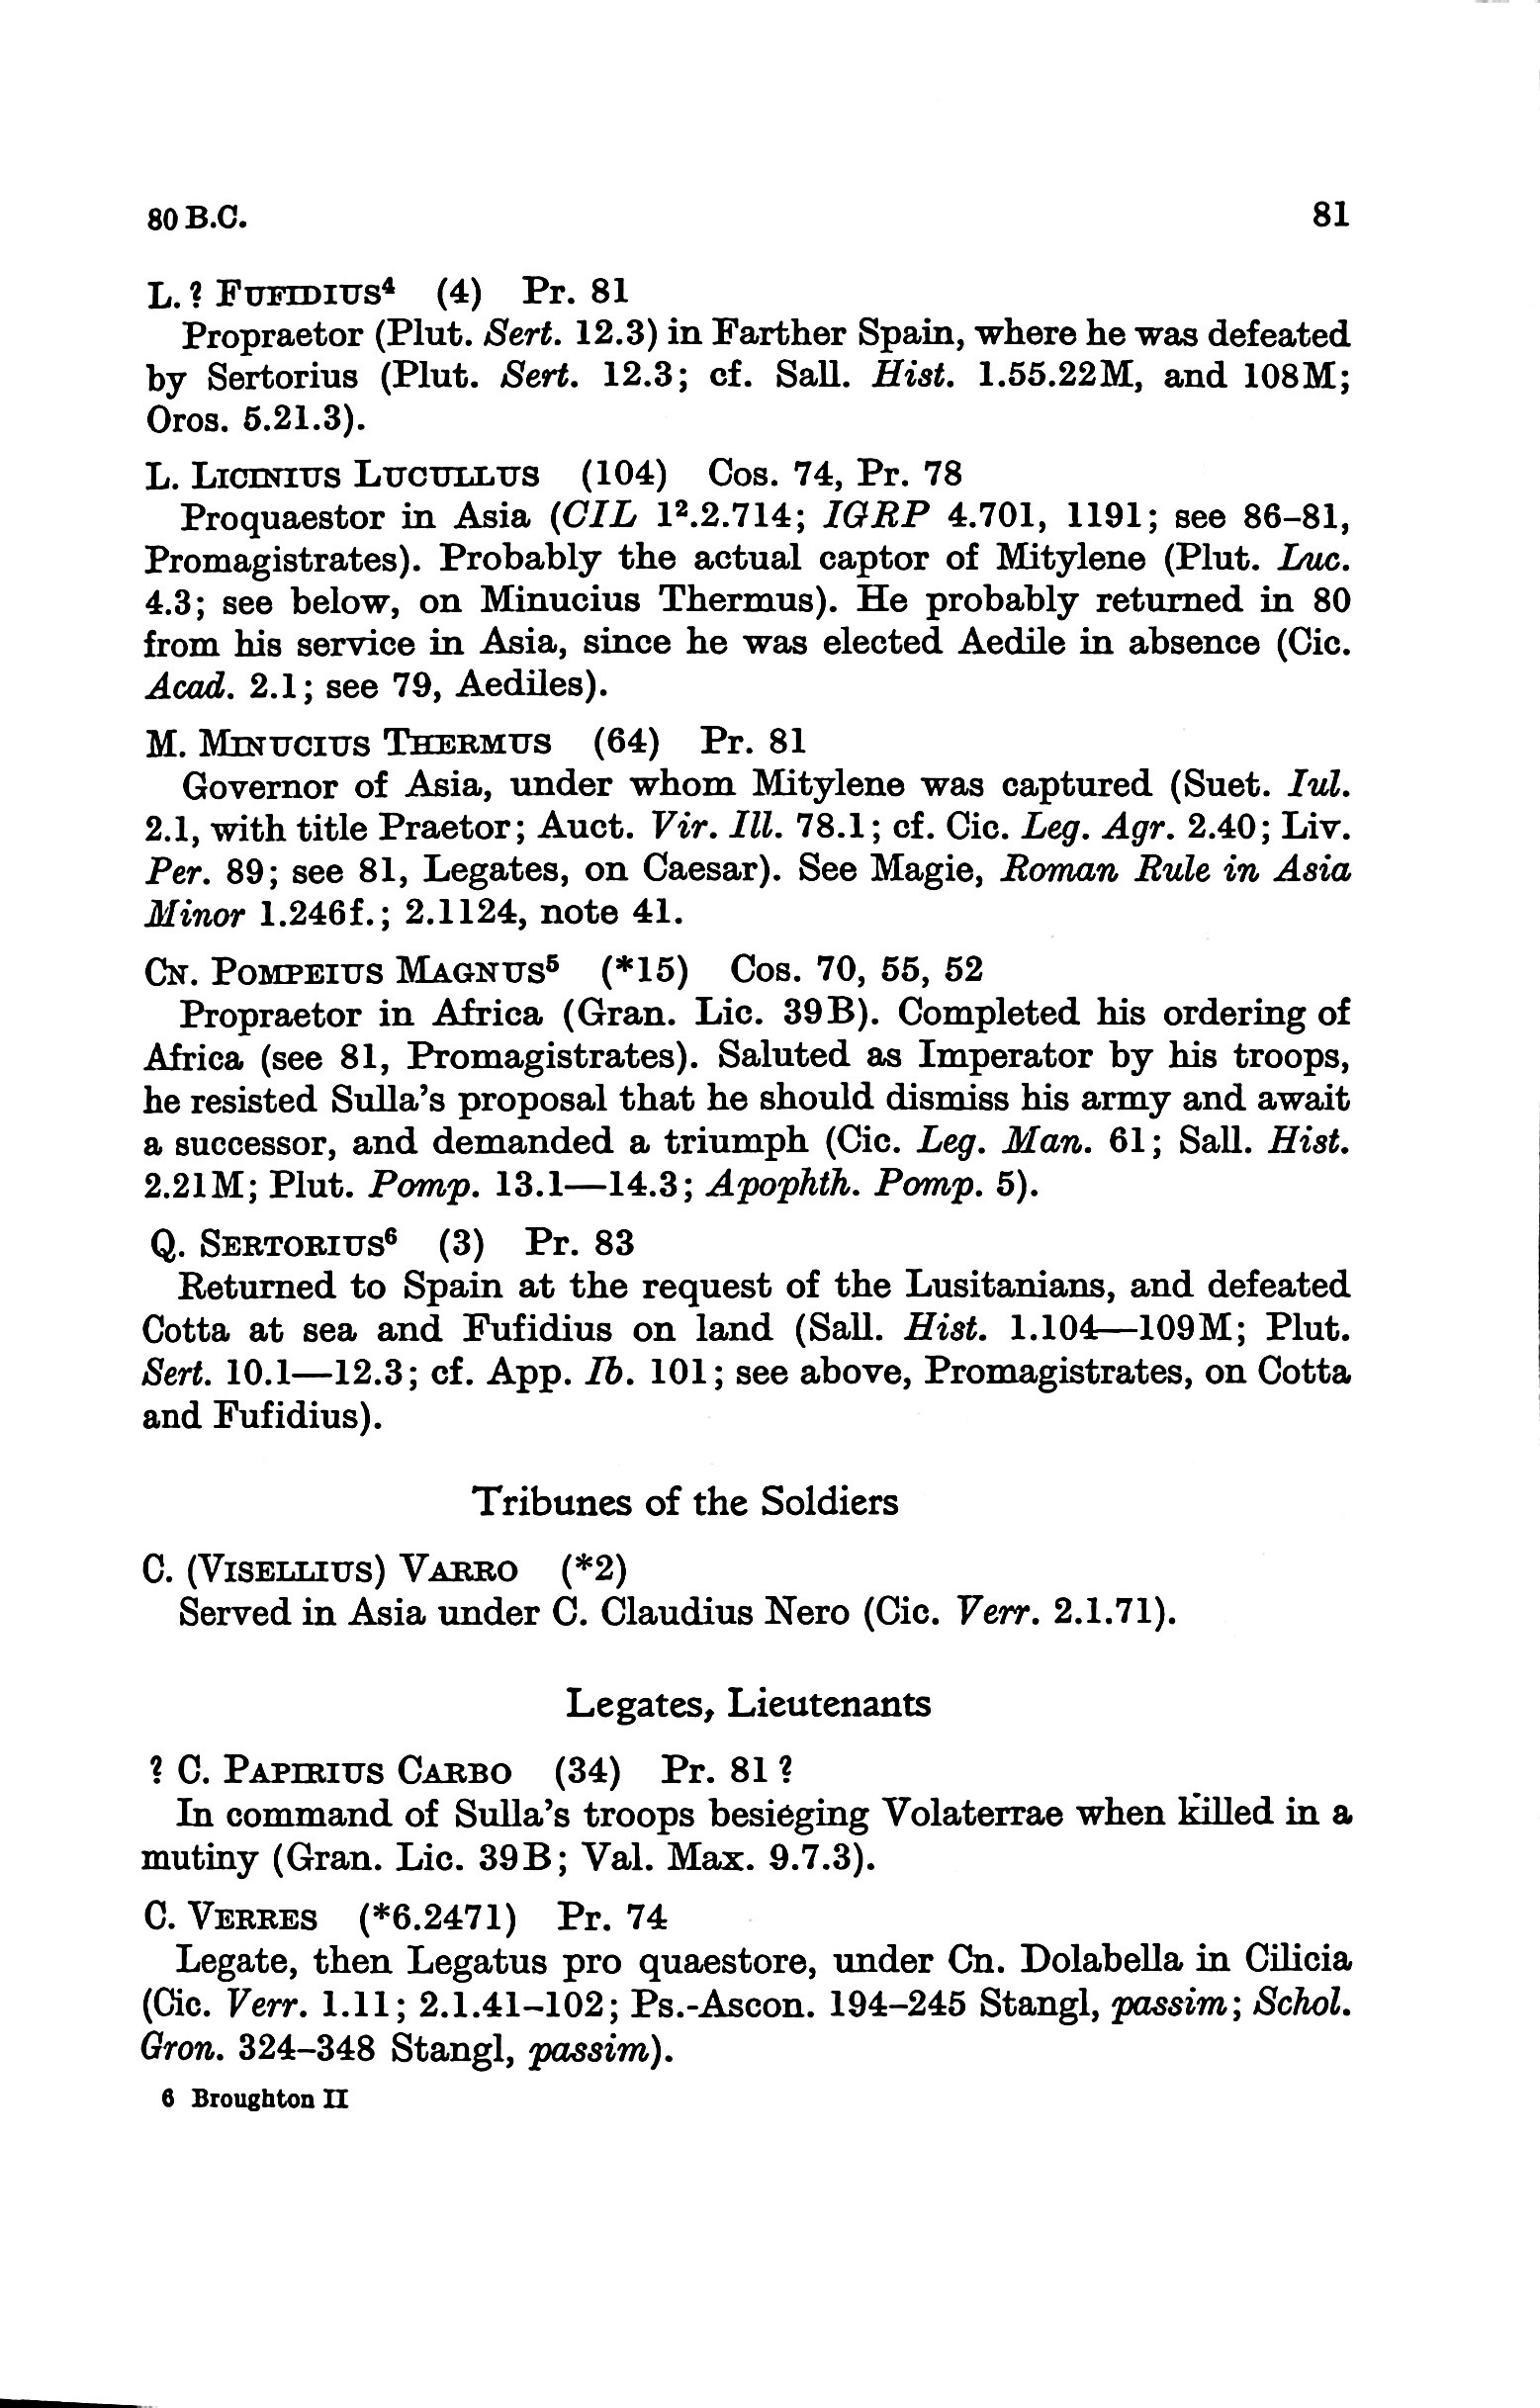 80 B.C. 81
L. ? FUFIDIUS⁴ (4) Pr. 81
Propraetor (Plut. Sert. 12.3) in Farther Spain, where he was defeated
by Sertorius (Plut. Sert. 12.3; cf. Sall. Hist. 1.55.22M, and 108M;
Oros. 5.21.3).
L. LICINIUS LUCULLUS (104) Cos. 74, Pr. 78
Proquaestor in Asia (CIL 1².2.714; IGRP 4.701, 1191; see 86–81,
Promagistrates). Probably the actual captor of Mitylene (Plut. Luc.
4.3; see below, on Minucius Thermus). He probably returned in 80
from his service in Asia, since he was elected Aedile in absence (Cic.
Acad. 2.1; see 79, Aediles).
M. MINUCIUS THERMUS (64) Pr. 81
Governor of Asia, under whom Mitylene was captured (Suet. Iul.
2.1, with title Praetor; Auct. Vir. Ill. 78.1; cf. Cic. Leg. Agr. 2.40; Liv.
Per. 89; see 81, Legates, on Caesar). See Magie, Roman Rule in Asia
Minor 1.246f.; 2.1124, note 41.
CN. POMPEIUS MAGNUS⁵ (*15) Cos. 70, 55, 52
Propraetor in Africa (Gran. Lic. 39B). Completed his ordering of
Africa (see 81, Promagistrates). Saluted as Imperator by his troops,
he resisted Sulla's proposal that he should dismiss his army and await
a successor, and demanded a triumph (Cic. Leg. Man. 61; Sall. Hist.
2.21M; Plut. Pomp. 13.1—14.3; Apophth. Pomp. 5).
Q. SERTORIUS⁶ (3) Pr. 83
Returned to Spain at the request of the Lusitanians, and defeated
Cotta at sea and Fufidius on land (Sall. Hist. 1.104—109M; Plut.
Sert. 10.1—12.3; cf. App. Ib. 101; see above, Promagistrates, on Cotta
and Fufidius).
Tribunes of the Soldiers
C. (VISELLIUS) VARRO (*2)
Served in Asia under C. Claudius Nero (Cic. Verr. 2.1.71).
Legates, Lieutenants
? C. PAPIRIUS CARBO (34) Pr. 81 ?
In command of Sulla's troops besieging Volaterrae when killed in a
mutiny (Gran. Lic. 39B; Val. Max. 9.7.3).
C. VERRES (*6.2471) Pr. 74
Legate, then Legatus pro quaestore, under Cn. Dolabella in Cilicia
(Cic. Verr. 1.11; 2.1.41–102; Ps.-Ascon. 194–245 Stangl, passim; Schol.
Gron. 324–348 Stangl, passim).
6 Broughton II